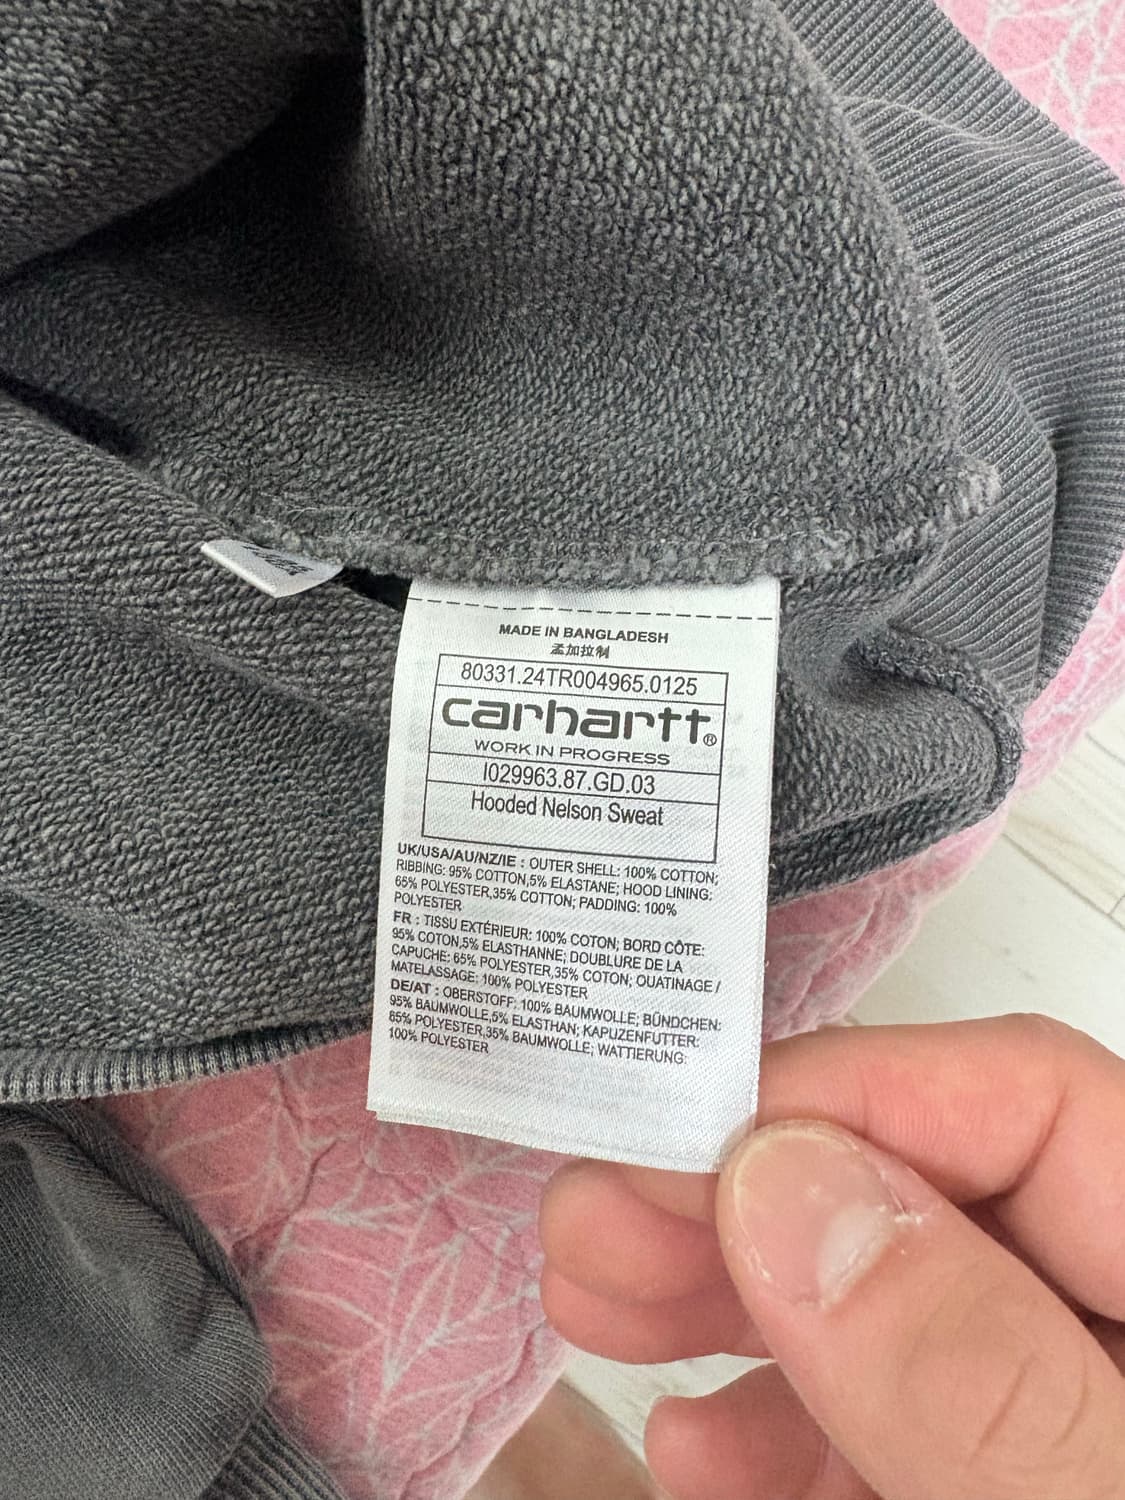 MADE IN BANGLADESH
孟加拉制
80331.24TR004965.0125
carhartt®
WORK IN PROGRESS
I029963.87.GD.03
Hooded Nelson Sweat
UK/USA/AU/NZ/IE : OUTER SHELL: 100% COTTON;
RIBBING: 95% COTTON,5% ELASTANE; HOOD LINING:
65% POLYESTER,35% COTTON; PADDING: 100%
POLYESTER
FR : TISSU EXTÉRIEUR: 100% COTON; BORD CÔTE:
95% COTON,5% ELASTHANNE; DOUBLURE DE LA
CAPUCHE: 65% POLYESTER,35% COTON; OUATINAGE /
MATELASSAGE: 100% POLYESTER
DE/AT : OBERSTOFF: 100% BAUMWOLLE; BÜNDCHEN:
95% BAUMWOLLE,5% ELASTHAN; KAPUZENFUTTER:
65% POLYESTER,35% BAUMWOLLE; WATTIERUNG:
100% POLYESTER